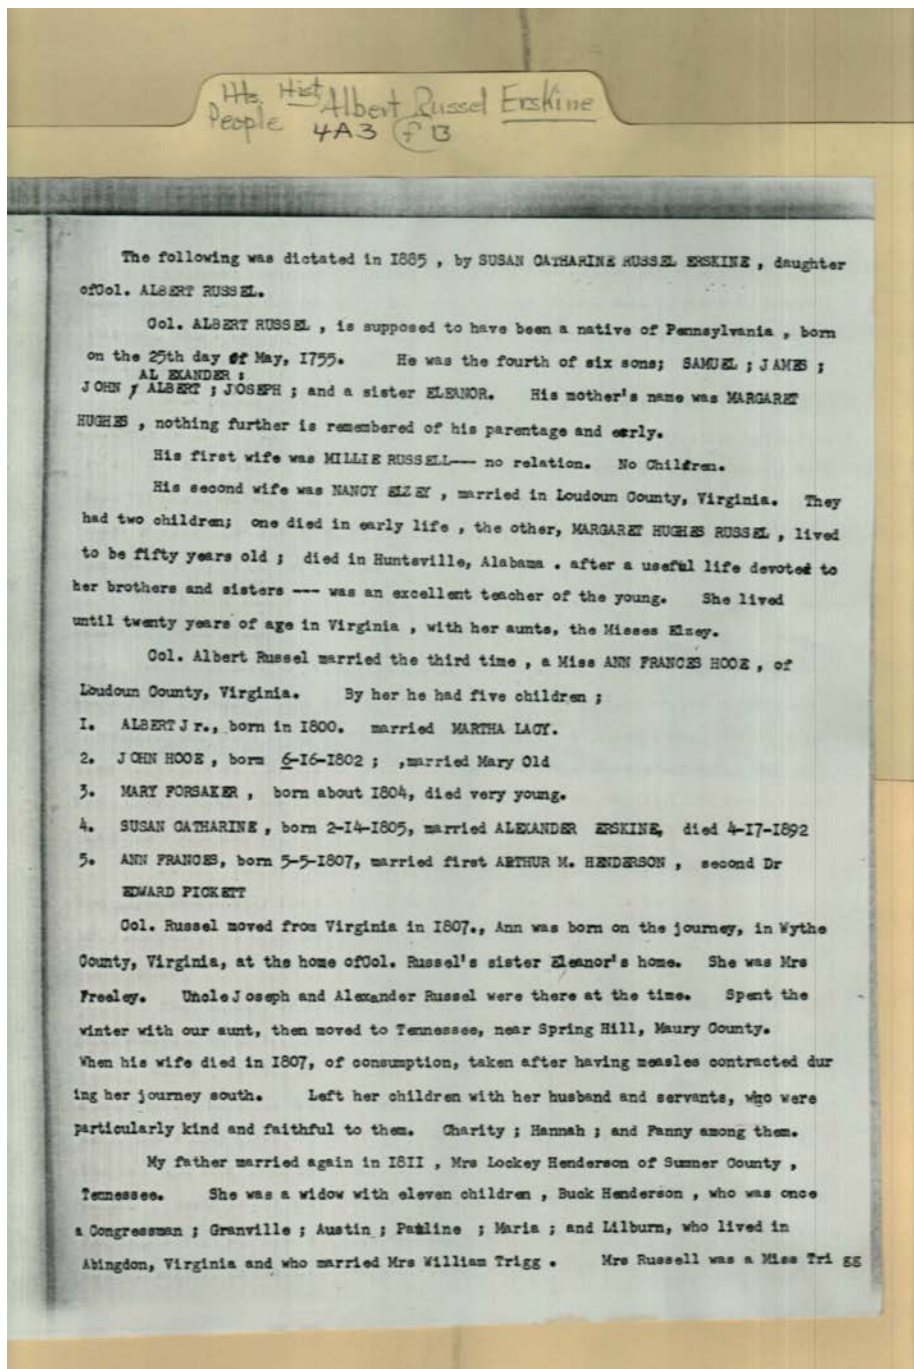 Hts. Hist Albert Russel Erskine
People 4A3 f B
The following was dictated in I885 , by SUSAN CATHARINE RUSSEL ERSKINE , daughter
ofCol. ALBERT RUSSEL.
Col. ALBERT RUSSEL , is supposed to have been a native of Pennsylvania , born
on the 25th day of May, I755. He was the fourth of six sons; SAMUEL ; JAMES ;
AL EXANDER ;
JOHN ; ALBERT ; JOSEPH ; and a sister ELEANOR. His mother's name was MARGARET
HUGHES , nothing further is remembered of his parentage and early.
His first wife was MILLIE RUSSELL--- no relation. No Children.
His second wife was NANCY ELZEY , married in Loudoun County, Virginia. They
had two children; one died in early life , the other, MARGARET HUGHES RUSSEL , lived
to be fifty years old ; died in Huntsville, Alabama . after a useful life devoted to
her brothers and sisters --- was an excellent teacher of the young. She lived
until twenty years of age in Virginia , with her aunts, the Misses Elzey.
Col. Albert Russel married the third time , a Miss ANN FRANCES HOOE , of
Loudoun County, Virginia. By her he had five children ;
I. ALBERT J r., born in I800. married MARTHA LACY.
2. JOHN HOOE , born 6-I6-I802 ; ,married Mary Old
3. MARY FORSAKER , born about I804, died very young.
4. SUSAN CATHARINE , born 2-I4-I805, married ALEXANDER ERSKINE, died 4-I7-I892
5. ANN FRANCES, born 5-5-I807, married first ARTHUR M. HENDERSON , second Dr
EDWARD PICKETT
Col. Russel moved from Virginia in I807., Ann was born on the journey, in Wythe
County, Virginia, at the home ofCol. Russel's sister Eleanor's home. She was Mrs
Freeley. Uncle Joseph and Alexander Russel were there at the time. Spent the
winter with our aunt, then moved to Tennessee, near Spring Hill, Maury County.
When his wife died in I807, of consumption, taken after having measles contracted dur
ing her journey south. Left her children with her husband and servants, who were
particularly kind and faithful to them. Charity ; Hannah ; and Fanny among them.
My father married again in I8II , Mrs Lockey Henderson of Sumner County ,
Tennessee. She was a widow with eleven children , Buck Henderson , who was once
a Congressman ; Granville ; Austin ; Pauline ; Maria ; and Lilburn, who lived in
Abingdon, Virginia and who married Mrs William Trigg . Mrs Russell was a Miss Tri gg